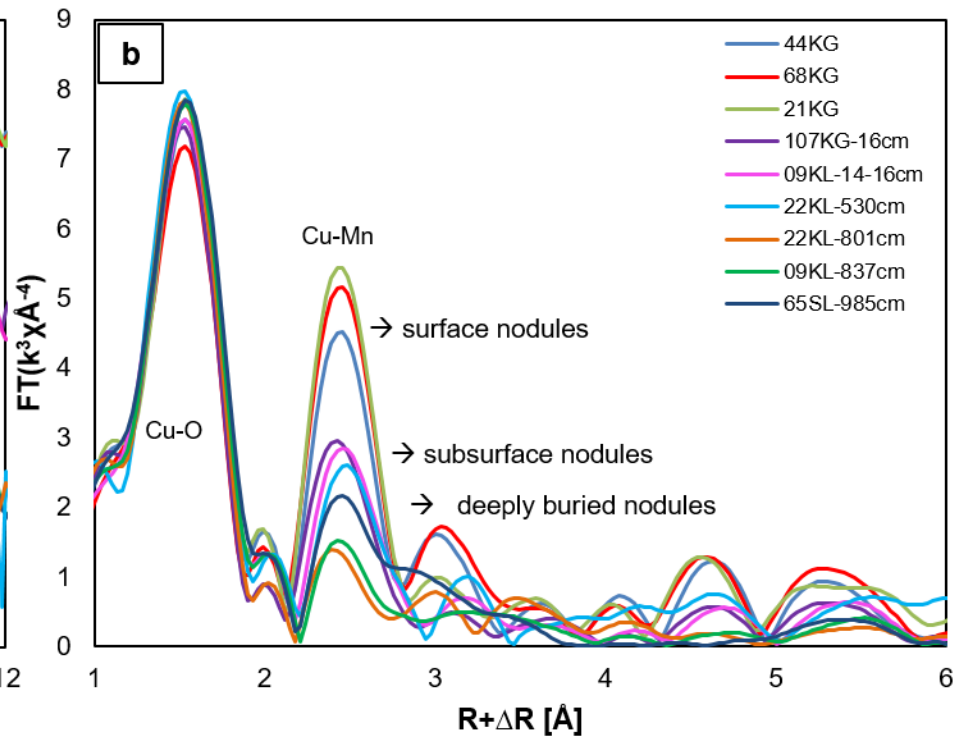 b
44KG
68KG
21KG
107KG-16cm
09KL-14-16cm
22KL-530cm
22KL-801cm
09KL-837cm
65SL-985cm
Cu-Mn
→ surface nodules
Cu-O
→ subsurface nodules
→ deeply buried nodules
FT(k³χÅ⁻⁴)
9
8
7
6
5
4
3
2
1
0
12
1 2 3 4 5 6
R+∆R [Å]